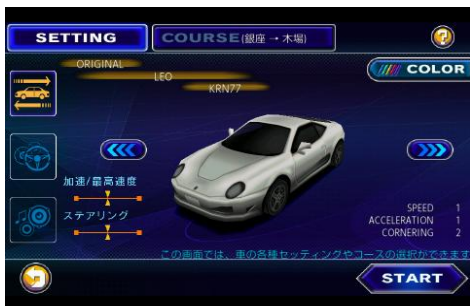 SETTING
COURSE(銀座 → 木場)
?
ORIGINAL
LEO
KRN77
COLOR
加速/最高速度
ステアリング
SPEED 1
ACCELERATION 1
CORNERING 2
この画面では、車の各種セッティングやコースの選択ができます
START